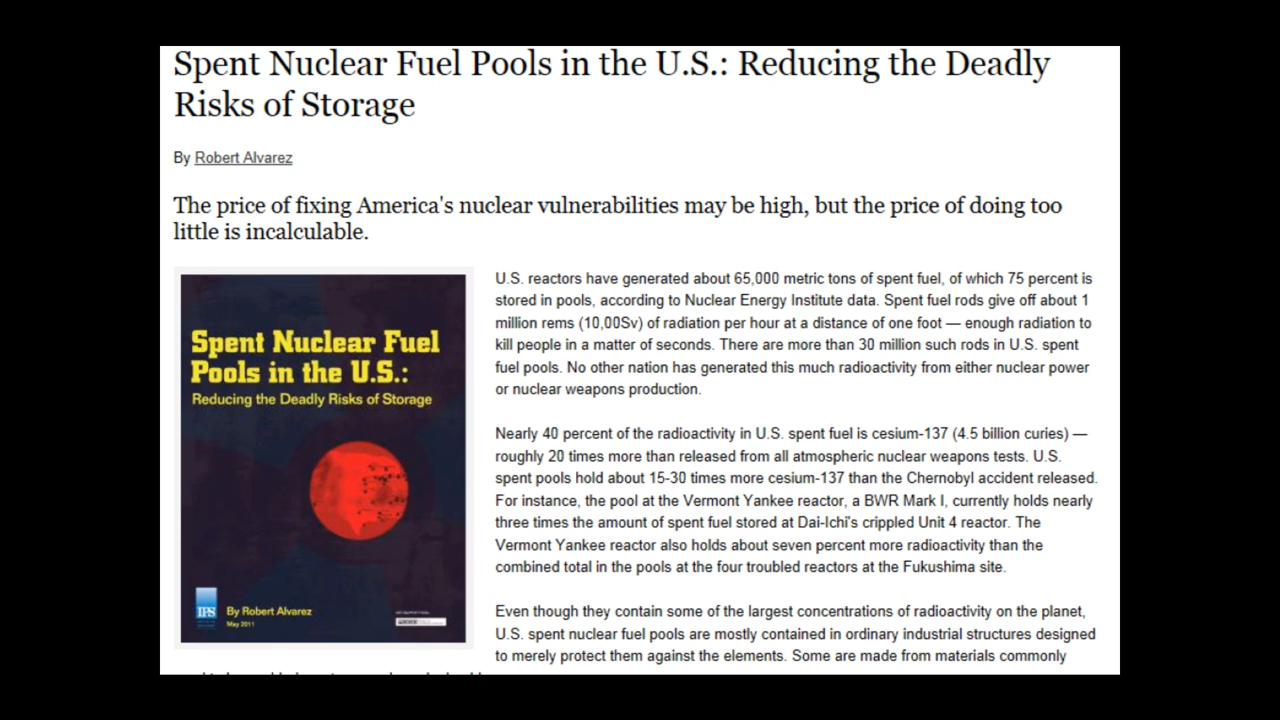 Spent Nuclear Fuel Pools in the U.S.: Reducing the Deadly
Risks of Storage
By Robert Alvarez
The price of fixing America's nuclear vulnerabilities may be high, but the price of doing too
little is incalculable.
Spent Nuclear Fuel
Pools in the U.S.:
Reducing the Deadly Risks of Storage
IPS
By Robert Alvarez
May 2011
U.S. reactors have generated about 65,000 metric tons of spent fuel, of which 75 percent is
stored in pools, according to Nuclear Energy Institute data. Spent fuel rods give off about 1
million rems (10,00Sv) of radiation per hour at a distance of one foot — enough radiation to
kill people in a matter of seconds. There are more than 30 million such rods in U.S. spent
fuel pools. No other nation has generated this much radioactivity from either nuclear power
or nuclear weapons production.
Nearly 40 percent of the radioactivity in U.S. spent fuel is cesium-137 (4.5 billion curies) —
roughly 20 times more than released from all atmospheric nuclear weapons tests. U.S.
spent pools hold about 15-30 times more cesium-137 than the Chernobyl accident released.
For instance, the pool at the Vermont Yankee reactor, a BWR Mark I, currently holds nearly
three times the amount of spent fuel stored at Dai-Ichi's crippled Unit 4 reactor. The
Vermont Yankee reactor also holds about seven percent more radioactivity than the
combined total in the pools at the four troubled reactors at the Fukushima site.
Even though they contain some of the largest concentrations of radioactivity on the planet,
U.S. spent nuclear fuel pools are mostly contained in ordinary industrial structures designed
to merely protect them against the elements. Some are made from materials commonly